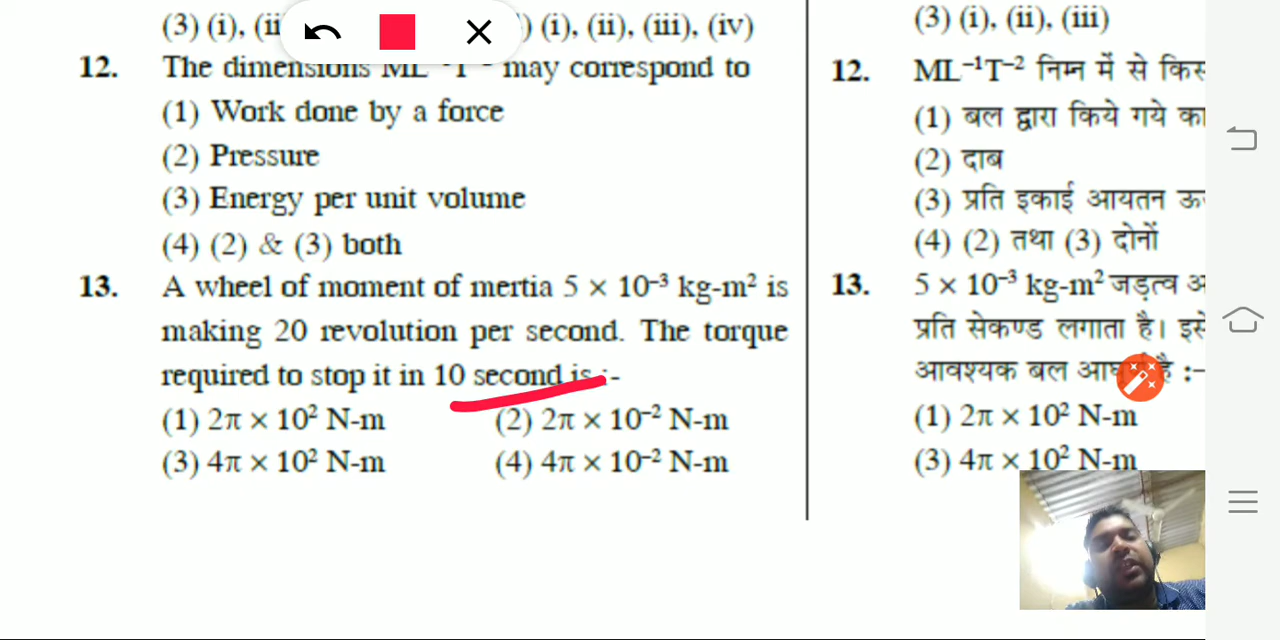 (3) (i), (ii
) (i), (ii), (iii), (iv)
12. The dimensions ML T may correspond to
(1) Work done by a force
(2) Pressure
(3) Energy per unit volume
(4) (2) & (3) both
13. A wheel of moment of mertia 5 × 10⁻³ kg-m² is
making 20 revolution per second. The torque
required to stop it in 10 second is :-
(1) 2π × 10² N-m (2) 2π × 10⁻² N-m
(3) 4π × 10² N-m (4) 4π × 10⁻² N-m
(3) (i), (ii), (iii)
12. ML⁻¹T⁻² निम्न में से किस
(1) बल द्वारा किये गये का
(2) दाब
(3) प्रति इकाई आयतन ऊ
(4) (2) तथा (3) दोनों
13. 5 × 10⁻³ kg-m² जड़त्व अ
प्रति सेकण्ड लगाता है। इसे
आवश्यक बल है :-
(1) 2π × 10² N-m
(3) 4π × 10² N-m